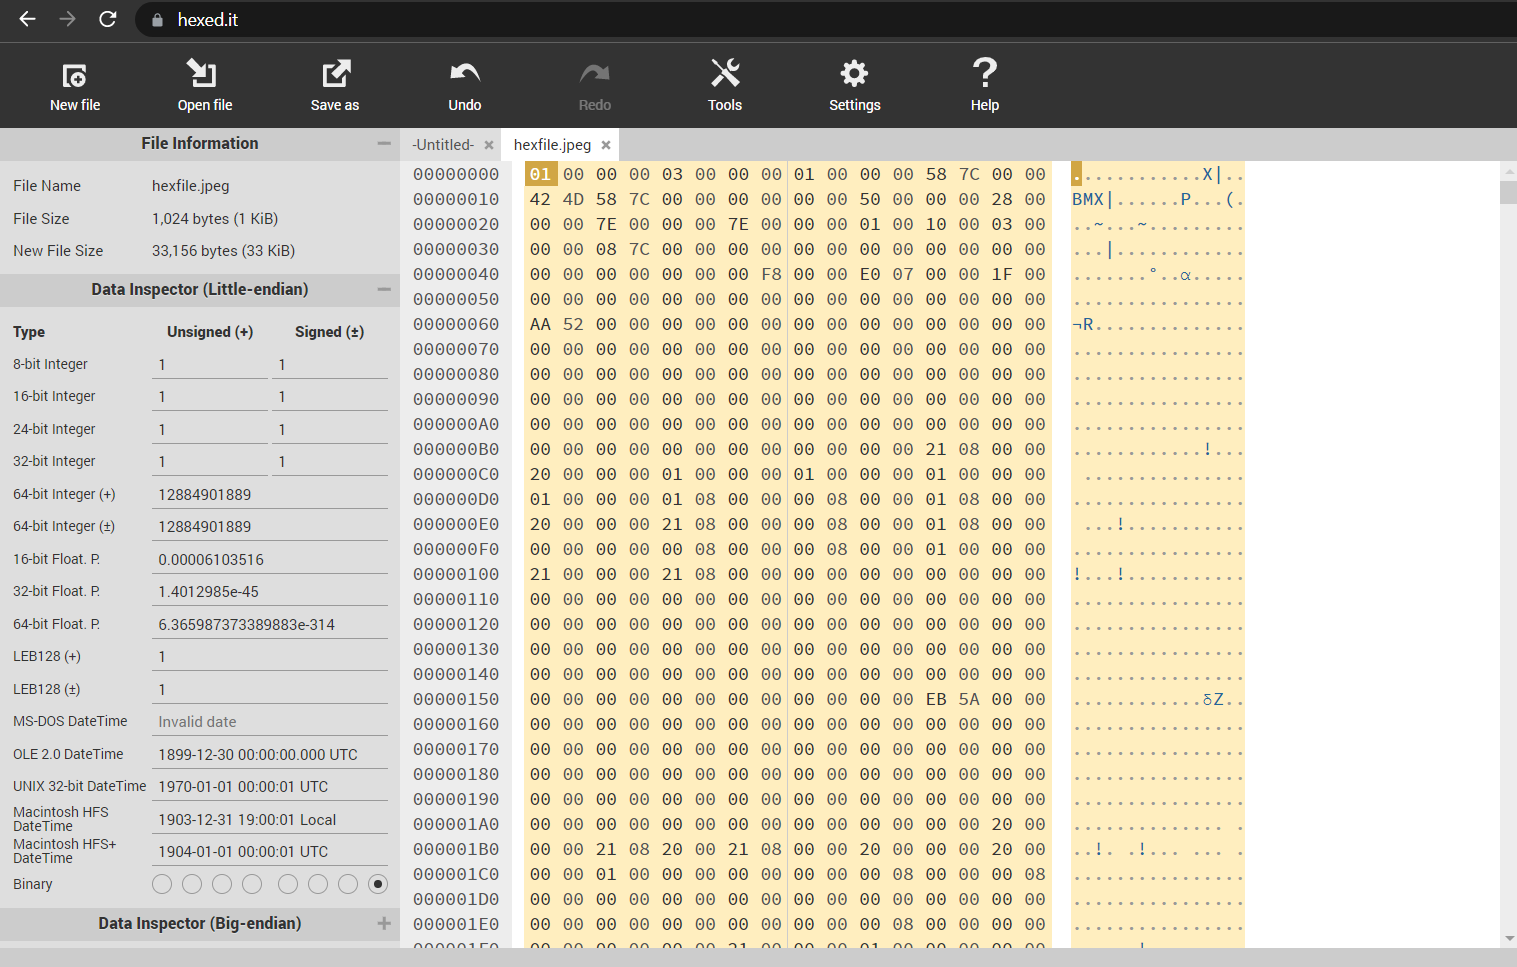 hexed.it
New file Open file Save as Undo Redo Tools Settings Help
File Information
File Name hexfile.jpeg
File Size 1,024 bytes (1 KiB)
New File Size 33,156 bytes (33 KiB)
Data Inspector (Little-endian)
Type Unsigned (+) Signed (±)
8-bit Integer 1 1
16-bit Integer 1 1
24-bit Integer 1 1
32-bit Integer 1 1
64-bit Integer (+) 12884901889
64-bit Integer (±) 12884901889
16-bit Float. P. 0.00006103516
32-bit Float. P. 1.4012985e-45
64-bit Float. P. 6.365987373389883e-314
LEB128 (+) 1
LEB128 (±) 1
MS-DOS DateTime Invalid date
OLE 2.0 DateTime 1899-12-30 00:00:00.000 UTC
UNIX 32-bit DateTime 1970-01-01 00:00:01 UTC
Macintosh HFS
DateTime 1903-12-31 19:00:01 Local
Macintosh HFS+
DateTime 1904-01-01 00:00:01 UTC
Binary
Data Inspector (Big-endian)
-Untitled- × hexfile.jpeg ×
00000000 01 00 00 00 03 00 00 00 01 00 00 00 58 7C 00 00 ............X|..
00000010 42 4D 58 7C 00 00 00 00 00 00 50 00 00 00 28 00 BMX|......P...(.
00000020 00 00 7E 00 00 00 7E 00 00 00 01 00 10 00 03 00 ..~...~.........
00000030 00 00 08 7C 00 00 00 00 00 00 00 00 00 00 00 00 ...|............
00000040 00 00 00 00 00 00 00 F8 00 00 E0 07 00 00 1F 00 .......°..α.....
00000050 00 00 00 00 00 00 00 00 00 00 00 00 00 00 00 00 ................
00000060 AA 52 00 00 00 00 00 00 00 00 00 00 00 00 00 00 ¬R..............
00000070 00 00 00 00 00 00 00 00 00 00 00 00 00 00 00 00 ................
00000080 00 00 00 00 00 00 00 00 00 00 00 00 00 00 00 00 ................
00000090 00 00 00 00 00 00 00 00 00 00 00 00 00 00 00 00 ................
000000A0 00 00 00 00 00 00 00 00 00 00 00 00 00 00 00 00 ................
000000B0 00 00 00 00 00 00 00 00 00 00 00 00 21 08 00 00 ............!...
000000C0 20 00 00 00 01 00 00 00 01 00 00 00 01 00 00 00 ...............
000000D0 01 00 00 00 01 08 00 00 00 08 00 00 01 08 00 00 ................
000000E0 20 00 00 00 21 08 00 00 00 08 00 00 01 08 00 00 ...!...........
000000F0 00 00 00 00 00 08 00 00 00 08 00 00 01 00 00 00 ................
00000100 21 00 00 00 21 08 00 00 00 00 00 00 00 00 00 00 !...!...........
00000110 00 00 00 00 00 00 00 00 00 00 00 00 00 00 00 00 ................
00000120 00 00 00 00 00 00 00 00 00 00 00 00 00 00 00 00 ................
00000130 00 00 00 00 00 00 00 00 00 00 00 00 00 00 00 00 ................
00000140 00 00 00 00 00 00 00 00 00 00 00 00 00 00 00 00 ................
00000150 00 00 00 00 00 00 00 00 00 00 00 00 EB 5A 00 00 ............δZ..
00000160 00 00 00 00 00 00 00 00 00 00 00 00 00 00 00 00 ................
00000170 00 00 00 00 00 00 00 00 00 00 00 00 00 00 00 00 ................
00000180 00 00 00 00 00 00 00 00 00 00 00 00 00 00 00 00 ................
00000190 00 00 00 00 00 00 00 00 00 00 00 00 00 00 00 00 ................
000001A0 00 00 00 00 00 00 00 00 00 00 00 00 00 00 20 00 .............. .
000001B0 00 00 21 08 20 00 21 08 00 00 20 00 00 00 20 00 ..!. .!... ... .
000001C0 00 00 01 00 00 00 00 00 00 00 00 08 00 00 00 08 ................
000001D0 00 00 00 00 00 00 00 00 00 00 00 00 00 00 00 00 ................
000001E0 00 00 00 00 00 00 00 00 00 00 00 08 00 00 00 00 ................
000001F0 00 00 00 00 00 00 21 00 00 00 01 00 00 00 00 00 ......!.........